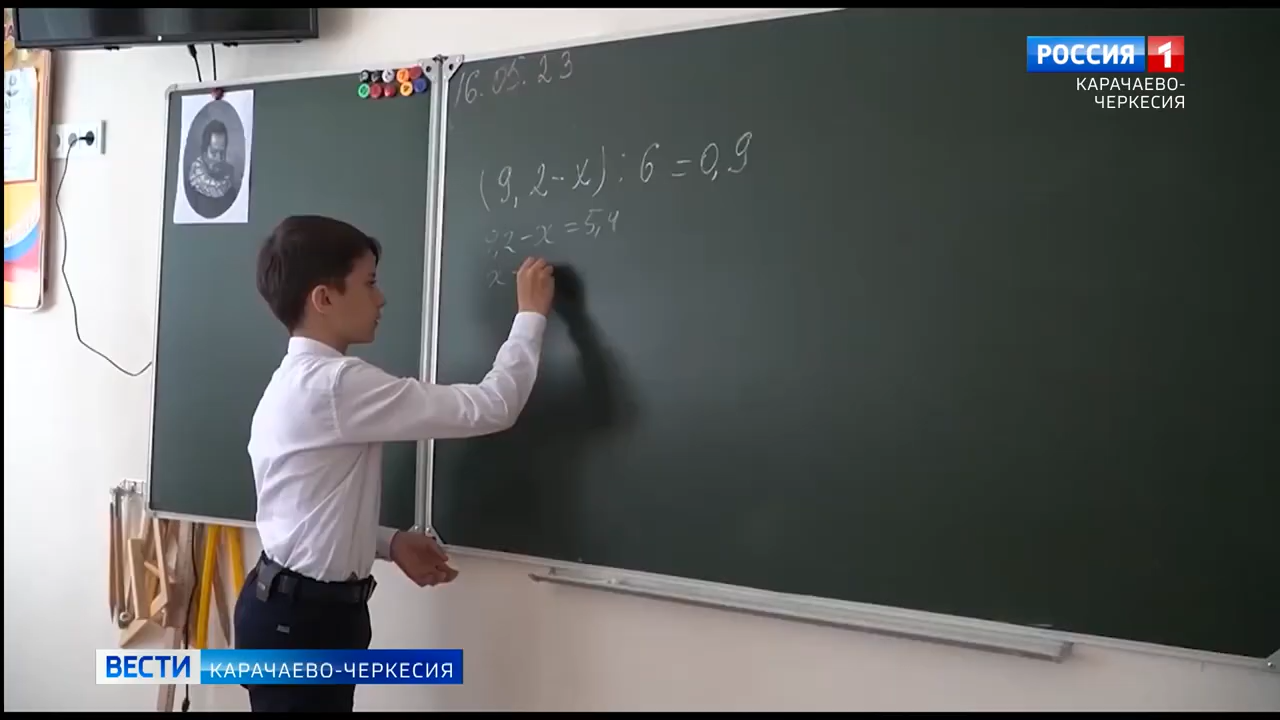 РОССИЯ 1
КАРАЧАЕВО-
ЧЕРКЕСИЯ
16.05.23
(9,2-x):6=0,9
9,2-x=5,4
x
ВЕСТИ КАРАЧАЕВО-ЧЕРКЕСИЯ